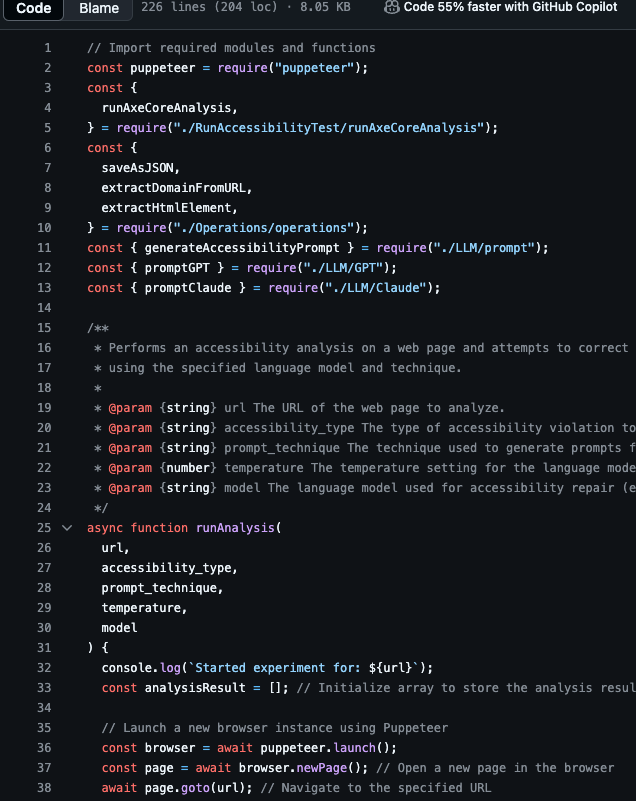 Code Blame 226 lines (204 loc) · 8.05 KB Code 55% faster with GitHub Copilot
1 // Import required modules and functions
2 const puppeteer = require("puppeteer");
3 const {
4 runAxeCoreAnalysis,
5 } = require("./RunAccessibilityTest/runAxeCoreAnalysis");
6 const {
7 saveAsJSON,
8 extractDomainFromURL,
9 extractHtmlElement,
10 } = require("./Operations/operations");
11 const { generateAccessibilityPrompt } = require("./LLM/prompt");
12 const { promptGPT } = require("./LLM/GPT");
13 const { promptClaude } = require("./LLM/Claude");
14
15 /**
16 * Performs an accessibility analysis on a web page and attempts to correct
17 * using the specified language model and technique.
18 *
19 * @param {string} url The URL of the web page to analyze.
20 * @param {string} accessibility_type The type of accessibility violation to
21 * @param {string} prompt_technique The technique used to generate prompts f
22 * @param {number} temperature The temperature setting for the language mode
23 * @param {string} model The language model used for accessibility repair (e
24 */
25 async function runAnalysis(
26 url,
27 accessibility_type,
28 prompt_technique,
29 temperature,
30 model
31 ) {
32 console.log(`Started experiment for: ${url}`);
33 const analysisResult = []; // Initialize array to store the analysis resul
34
35 // Launch a new browser instance using Puppeteer
36 const browser = await puppeteer.launch();
37 const page = await browser.newPage(); // Open a new page in the browser
38 await page.goto(url); // Navigate to the specified URL